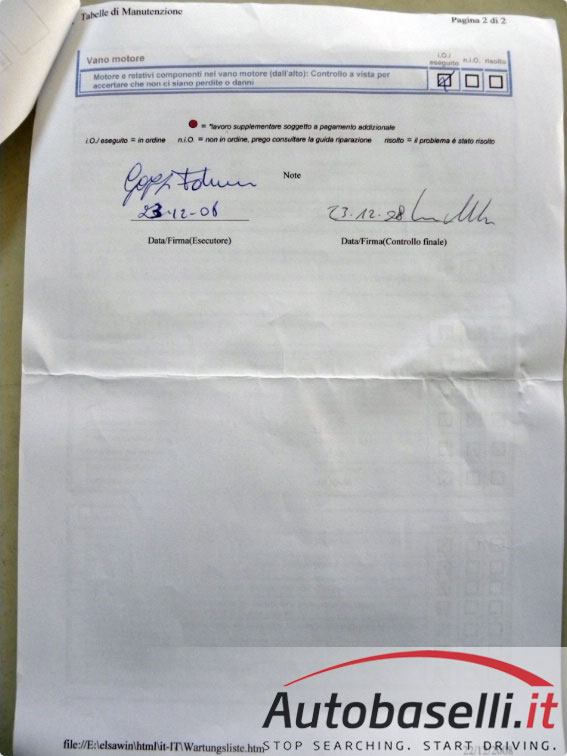 Tabelle di Manutenzione
Pagina 2 di 2
Vano motore
i.O./ eseguito n.i.O. risolto
Motore e relativi componenti nel vano motore (dall'alto): Controllo a vista per
accertare che non ci siano perdite o danni
= *lavoro supplementare soggetto a pagamento addizionale
i.O./ eseguito = in ordine n.i.O. = non in ordine, prego consultare la guida riparazione risolto = il problema è stato risolto
Note
23-12-08
23.12.08
Data/Firma(Esecutore)
Data/Firma(Controllo finale)
Autobaselli.it
file://E:\elsawin\html\it-IT\Wartungsliste.htm
22/12/2008
STOP SEARCHING. START DRIVING.